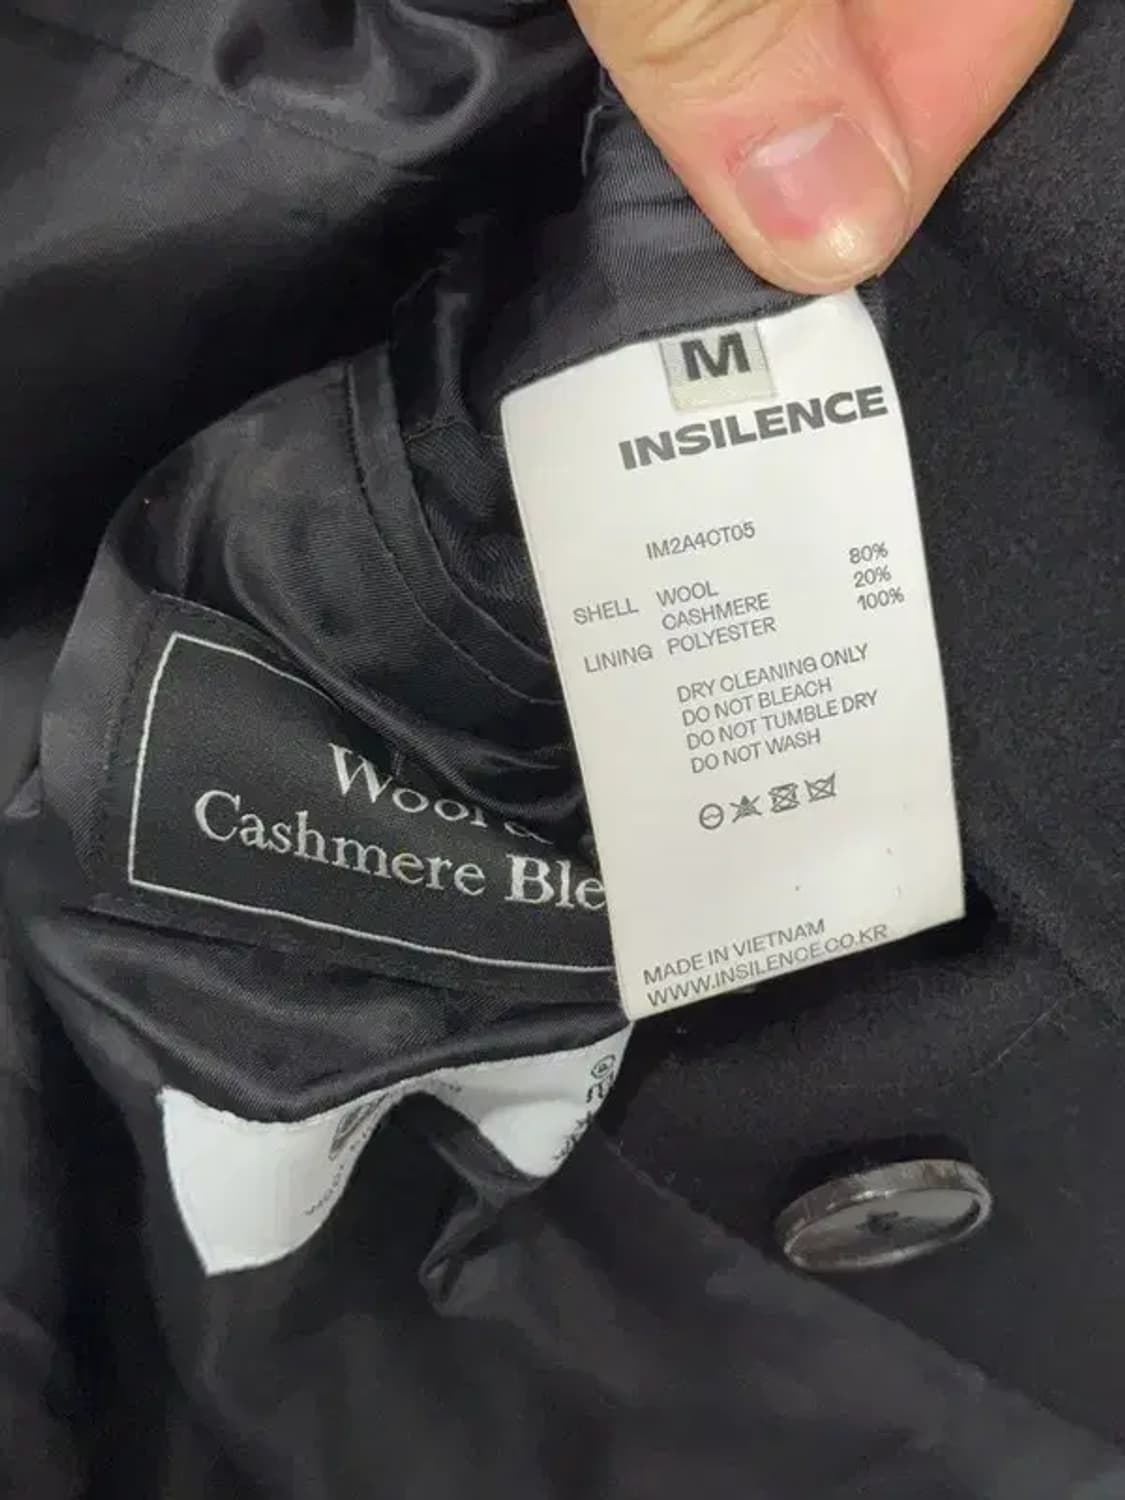 M
INSILENCE
IM2A4CT05
SHELL WOOL 80%
CASHMERE 20%
LINING POLYESTER 100%
DRY CLEANING ONLY
DO NOT BLEACH
DO NOT TUMBLE DRY
DO NOT WASH
MADE IN VIETNAM
WWW.INSILENCE.CO.KR
Wool &
Cashmere Ble